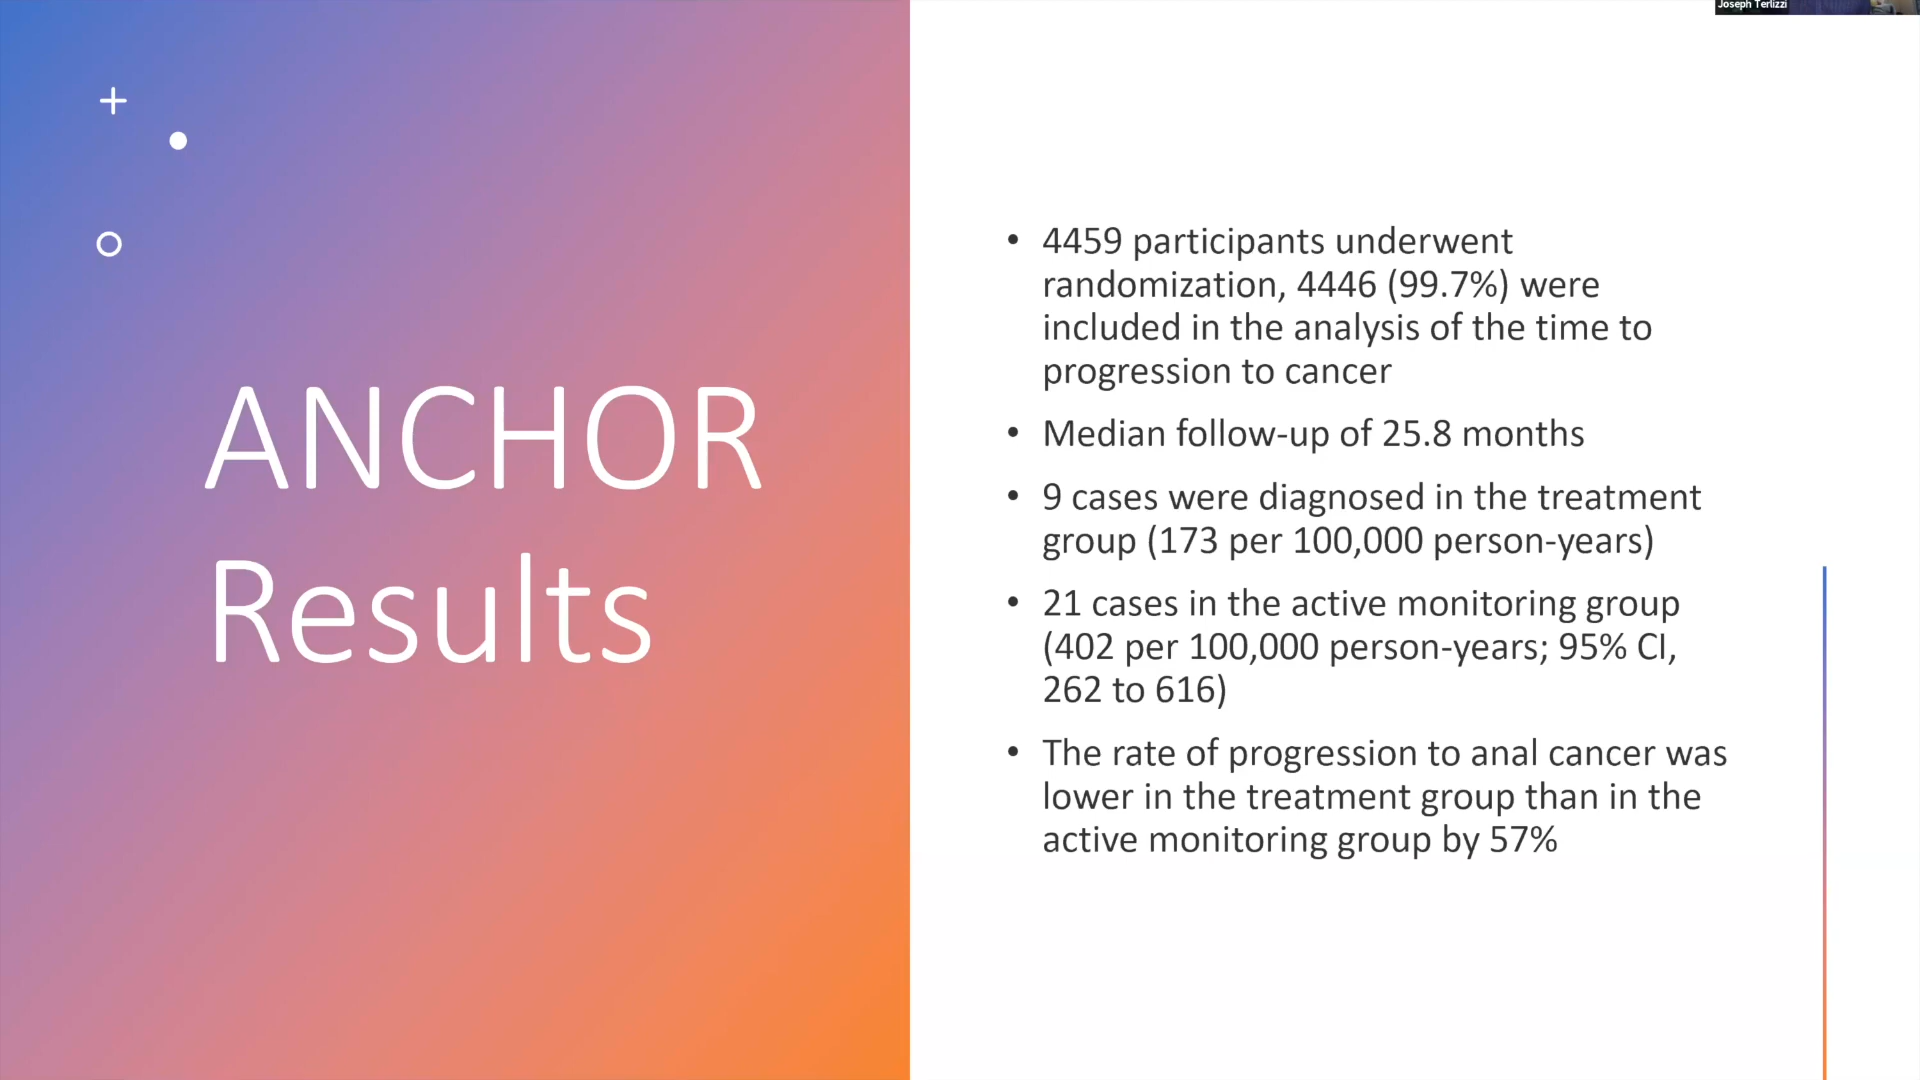 Joseph Terlizzi
ANCHOR
Results
• 4459 participants underwent
randomization, 4446 (99.7%) were
included in the analysis of the time to
progression to cancer
• Median follow-up of 25.8 months
• 9 cases were diagnosed in the treatment
group (173 per 100,000 person-years)
• 21 cases in the active monitoring group
(402 per 100,000 person-years; 95% CI,
262 to 616)
• The rate of progression to anal cancer was
lower in the treatment group than in the
active monitoring group by 57%